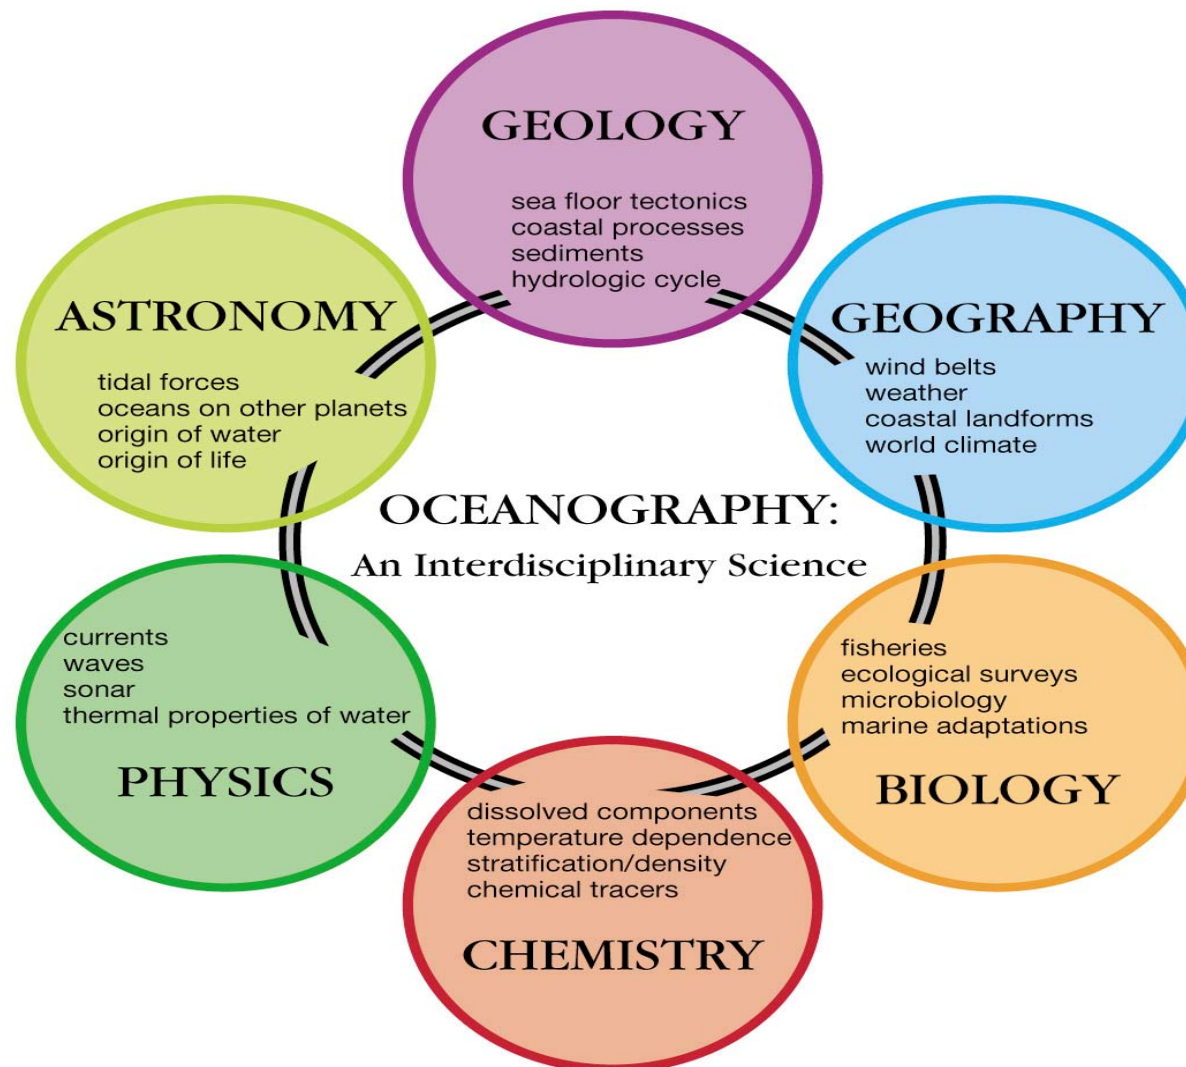 GEOLOGY
sea floor tectonics
coastal processes
sediments
hydrologic cycle
ASTRONOMY
tidal forces
oceans on other planets
origin of water
origin of life
GEOGRAPHY
wind belts
weather
coastal landforms
world climate
OCEANOGRAPHY:
An Interdisciplinary Science
currents
waves
sonar
thermal properties of water
PHYSICS
fisheries
ecological surveys
microbiology
marine adaptations
BIOLOGY
dissolved components
temperature dependence
stratification/density
chemical tracers
CHEMISTRY